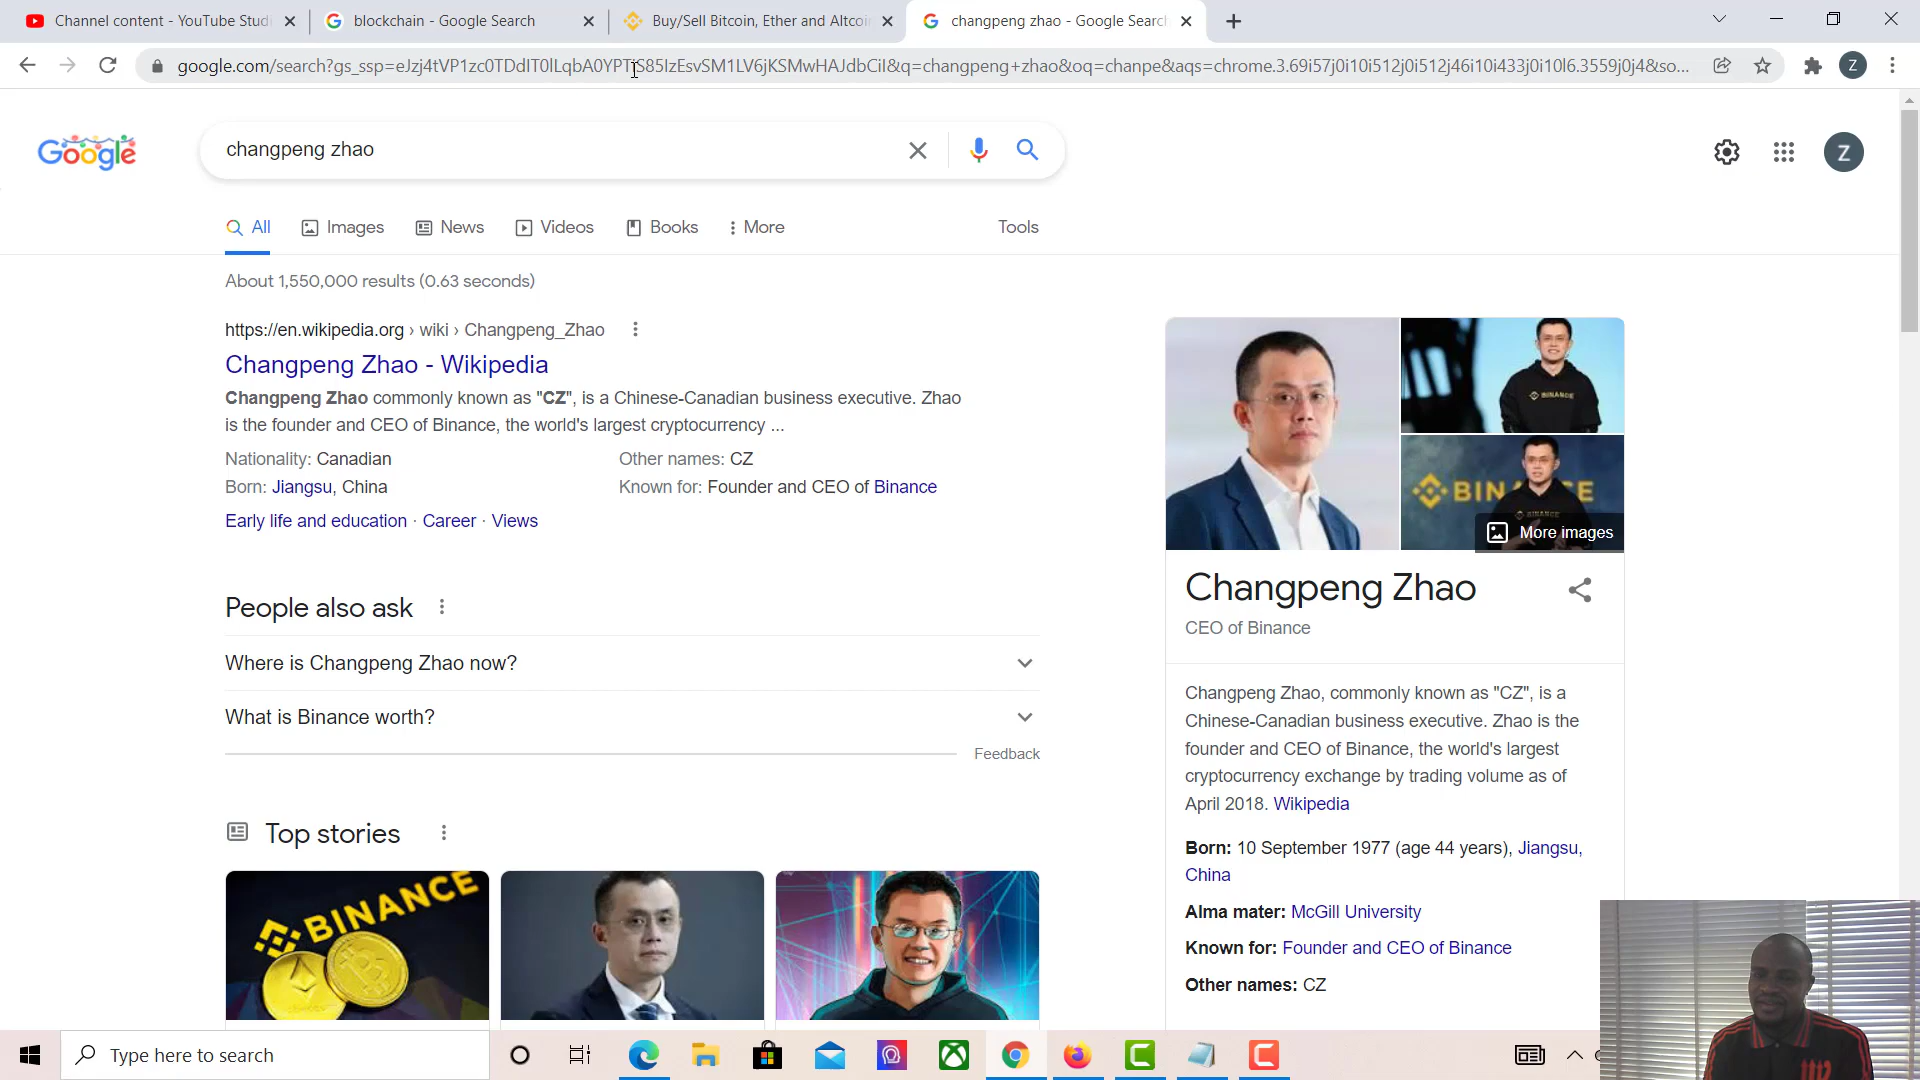 Channel content - YouTube Studi
blockchain - Google Search
Buy/Sell Bitcoin, Ether and Altcoin
changpeng zhao - Google Search
google.com/search?gs_ssp=eJzj4tVP1zc0TDdIT0lLqbA0YPTiS85IzEsvSM1LV6jKSMwHAJdbCiI&q=changpeng+zhao&oq=chanpe&aqs=chrome.3.69i57j0i10i512j0i512j46i10i433j0i10l6.3559j0j4&so...
Z
Google
changpeng zhao
Z
All
Images
News
Videos
Books
More
Tools
About 1,550,000 results (0.63 seconds)
https://en.wikipedia.org › wiki › Changpeng_Zhao
Changpeng Zhao - Wikipedia
Changpeng Zhao commonly known as "CZ", is a Chinese-Canadian business executive. Zhao
is the founder and CEO of Binance, the world's largest cryptocurrency ...
Nationality: Canadian
Other names: CZ
Born: Jiangsu, China
Known for: Founder and CEO of Binance
Early life and education · Career · Views
People also ask
Where is Changpeng Zhao now?
What is Binance worth?
Feedback
Top stories
BINANCE
BINANCE
BINANCE
More images
Changpeng Zhao
CEO of Binance
Changpeng Zhao, commonly known as "CZ", is a
Chinese-Canadian business executive. Zhao is the
founder and CEO of Binance, the world's largest
cryptocurrency exchange by trading volume as of
April 2018. Wikipedia
Born: 10 September 1977 (age 44 years), Jiangsu,
China
Alma mater: McGill University
Known for: Founder and CEO of Binance
Other names: CZ
Type here to search